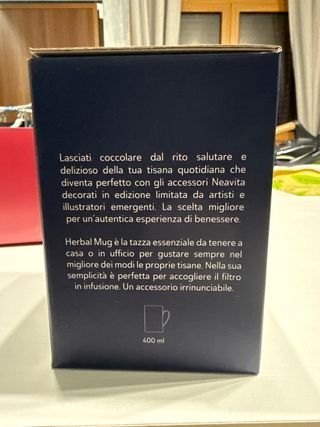 Lasciati coccolare dal rito salutare e
delizioso della tua tisana quotidiana che
diventa perfetto con gli accessori Neavita
decorati in edizione limitata da artisti e
illustratori emergenti. La scelta migliore
per un'autentica esperienza di benessere.
Herbal Mug è la tazza essenziale da tenere a
casa o in ufficio per gustare sempre nel
migliore dei modi le proprie tisane. Nella sua
semplicità è perfetta per accogliere il filtro
in infusione. Un accessorio irrinunciabile.
400 ml